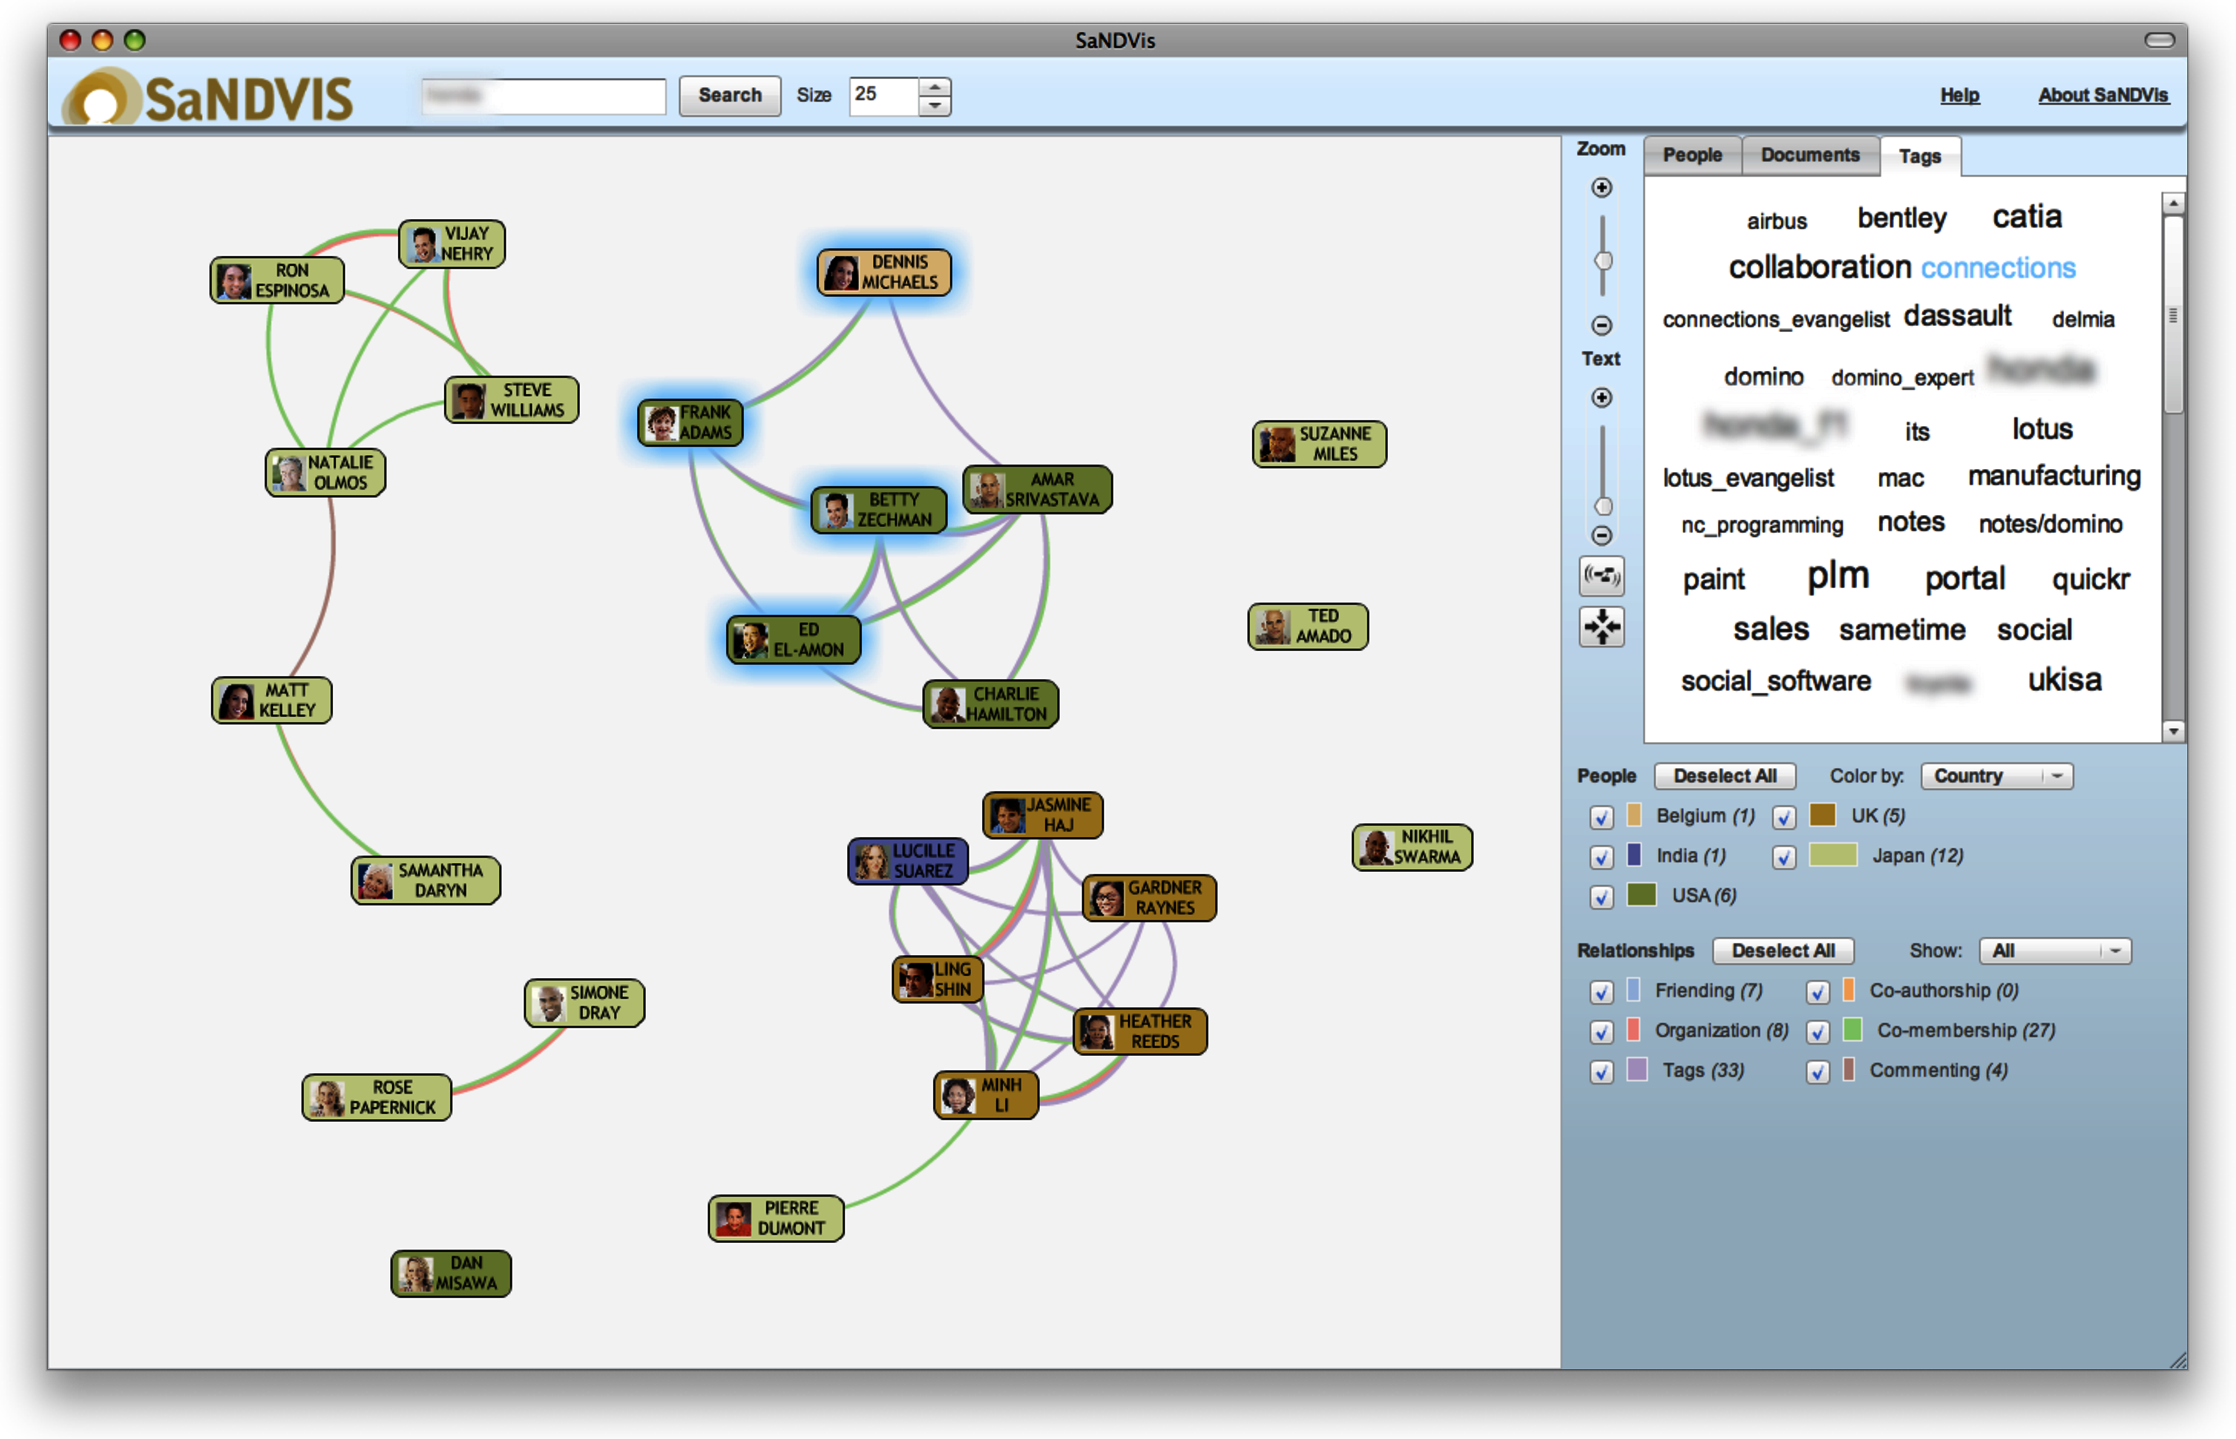 SaNDVis
SaNDVIS
Search
Size
25
Help
About SaNDVis
Zoom
Text
People
Documents
Tags
airbus bentley catia
collaboration connections
connections_evangelist dassault delmia
domino domino_expert
its lotus
lotus_evangelist mac manufacturing
nc_programming notes notes/domino
paint plm portal quickr
sales sametime social
social_software ukisa
People
Deselect All
Color by:
Country
Belgium (1)
UK (5)
India (1)
Japan (12)
USA (6)
Relationships
Deselect All
Show:
All
Friending (7)
Co-authorship (0)
Organization (8)
Co-membership (27)
Tags (33)
Commenting (4)
VIJAY
NEHRY
RON
ESPINOSA
DENNIS
MICHAELS
STEVE
WILLIAMS
FRANK
ADAMS
SUZANNE
MILES
NATALIE
OLMOS
AMAR
SRIVASTAVA
BETTY
ZECHMAN
TED
AMADO
ED
EL-AMON
MATT
KELLEY
CHARLIE
HAMILTON
JASMINE
HAJ
NIKHIL
SWARMA
LUCILLE
SUAREZ
SAMANTHA
DARYN
GARDNER
RAYNES
LING
SHIN
SIMONE
DRAY
HEATHER
REEDS
ROSE
PAPERNICK
MINH
LI
PIERRE
DUMONT
DAN
MISAWA